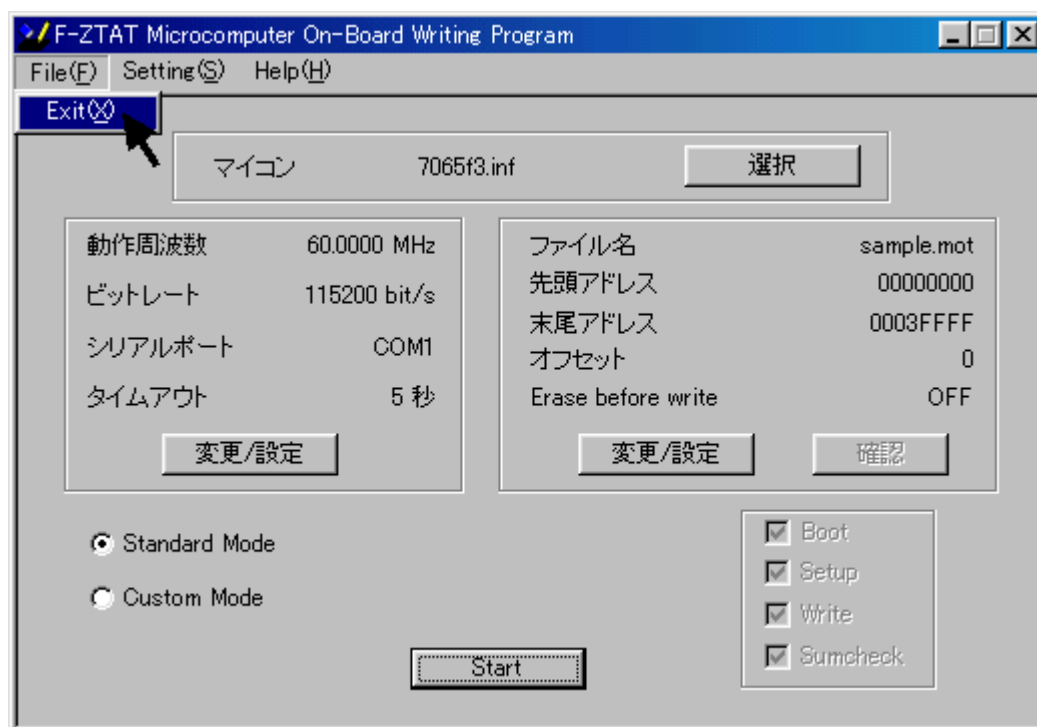 F-ZTAT Microcomputer On-Board Writing Program
File(F) Setting(S) Help(H)
Exit(X)
マイコン 7065f3.inf 選択
動作周波数 60.0000 MHz
ビットレート 115200 bit/s
シリアルポート COM1
タイムアウト 5 秒
変更/設定
ファイル名 sample.mot
先頭アドレス 00000000
末尾アドレス 0003FFFF
オフセット 0
Erase before write OFF
変更/設定 確認
Standard Mode
Custom Mode
Boot
Setup
Write
Sumcheck
Start